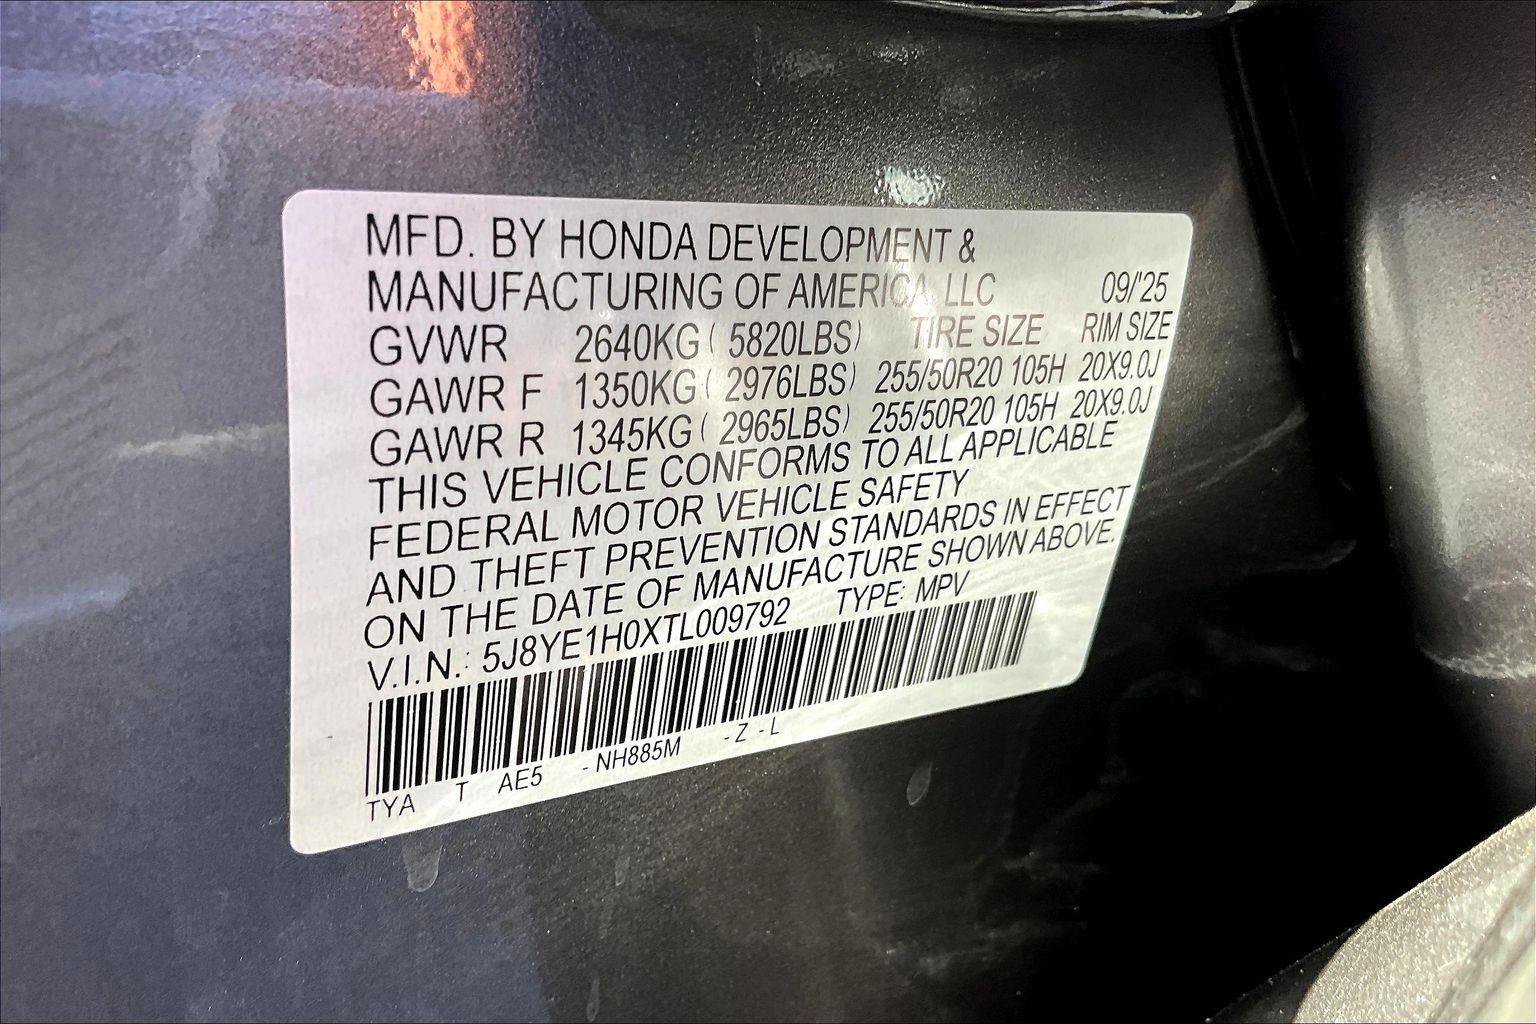 MFD. BY HONDA DEVELOPMENT &
MANUFACTURING OF AMERICA, LLC 09/'25
GVWR 2640KG ( 5820LBS) TIRE SIZE RIM SIZE
GAWR F 1350KG ( 2976LBS) 255/50R20 105H 20X9.0J
GAWR R 1345KG ( 2965LBS) 255/50R20 105H 20X9.0J
THIS VEHICLE CONFORMS TO ALL APPLICABLE
FEDERAL MOTOR VEHICLE SAFETY
AND THEFT PREVENTION STANDARDS IN EFFECT
ON THE DATE OF MANUFACTURE SHOWN ABOVE.
V.I.N.: 5J8YE1H0XTL009792 TYPE: MPV
TYA T AE5 - NH885M - Z - L